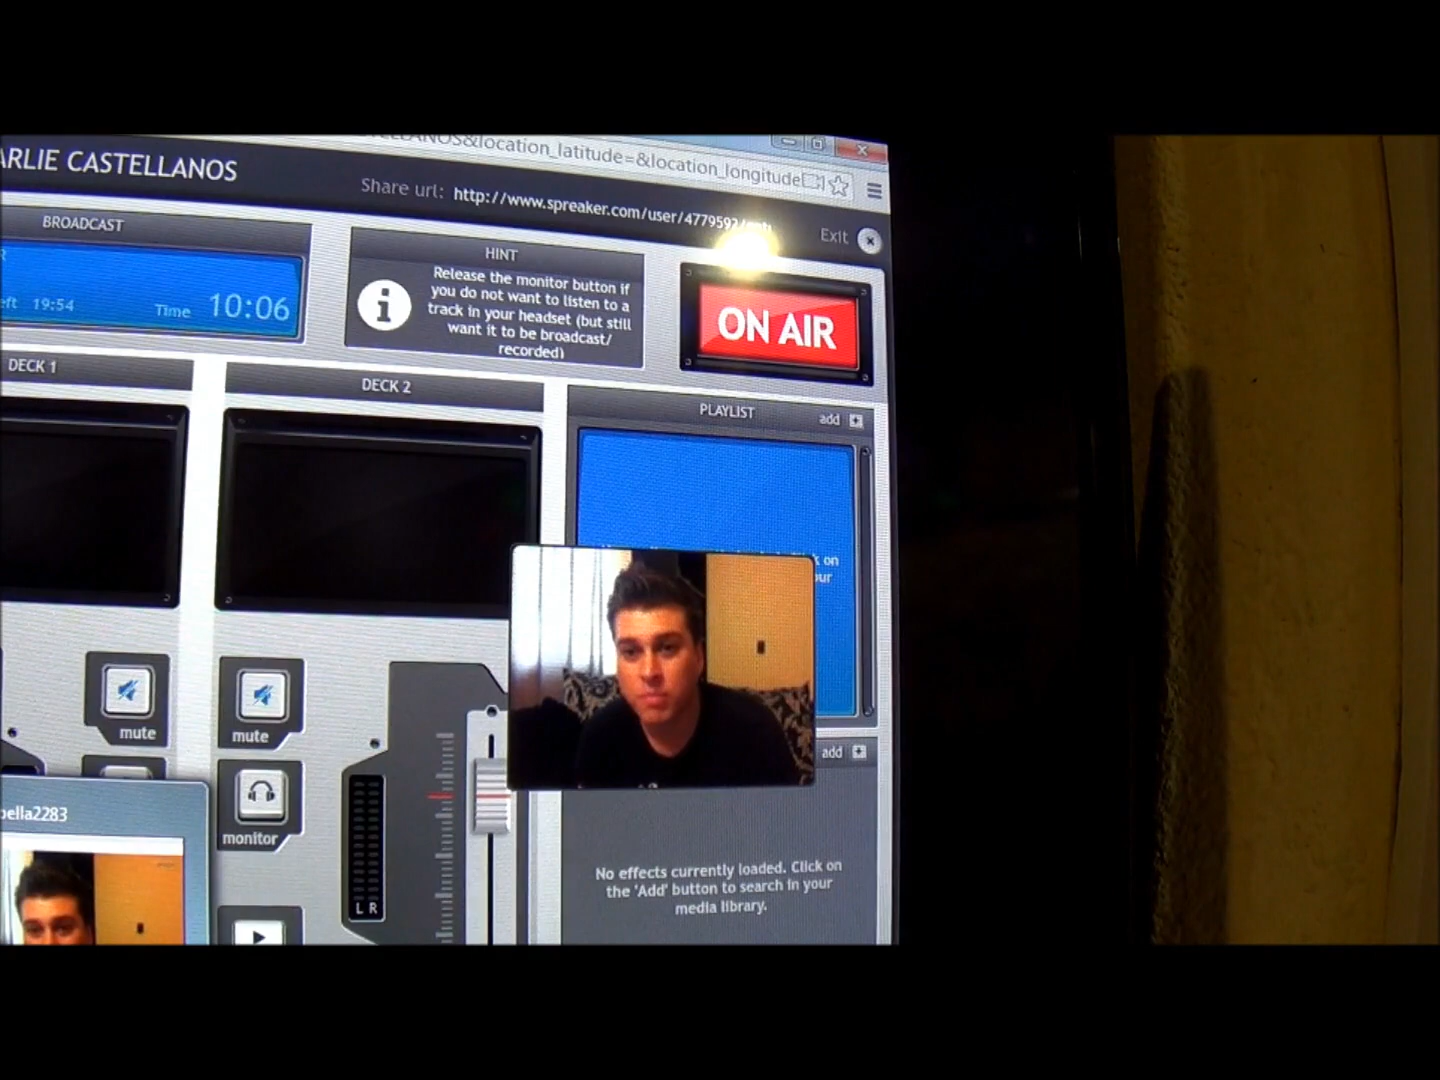 &location_latitude=&location_longitude
ARLIE CASTELLANOS
Share url: http://www.spreaker.com/user/4779592/
Exit
BROADCAST
19:54
Time 10:06
HINT
Release the monitor button if
you do not want to listen to a
track in your headset (but still
want it to be broadcast/
recorded)
ON AIR
DECK 1
DECK 2
PLAYLIST
add
on
mute
mute
add
monitor
L R
No effects currently loaded. Click on
the 'Add' button to search in your
media library.